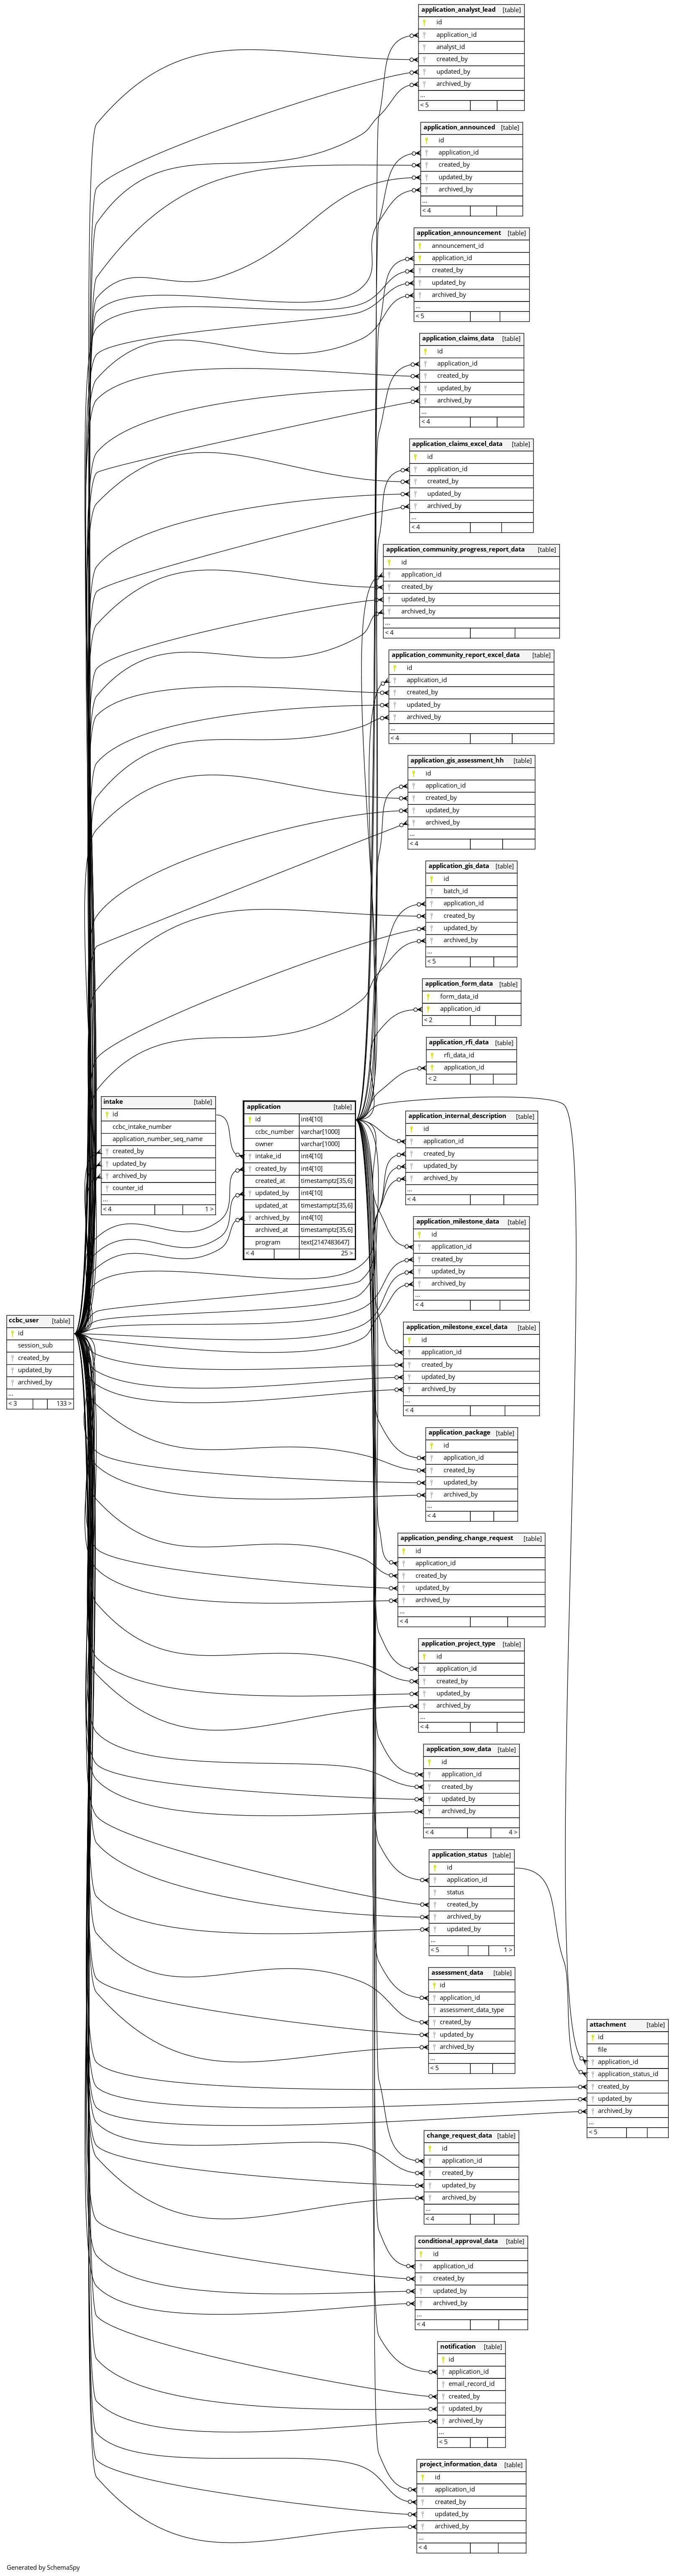 application_analyst_lead [table]
id
application_id
analyst_id
created_by
updated_by
archived_by
...
< 5
application_announced [table]
id
application_id
created_by
updated_by
archived_by
...
< 4
application_announcement [table]
announcement_id
application_id
created_by
updated_by
archived_by
...
< 5
application_claims_data [table]
id
application_id
created_by
updated_by
archived_by
...
< 4
application_claims_excel_data [table]
id
application_id
created_by
updated_by
archived_by
...
< 4
application_community_progress_report_data [table]
id
application_id
created_by
updated_by
archived_by
...
< 4
application_community_report_excel_data [table]
id
application_id
created_by
updated_by
archived_by
...
< 4
application_gis_assessment_hh [table]
id
application_id
created_by
updated_by
archived_by
...
< 4
application_gis_data [table]
id
batch_id
application_id
created_by
updated_by
archived_by
...
< 5
application_form_data [table]
form_data_id
application_id
< 2
application_rfi_data [table]
rfi_data_id
application_id
< 2
intake [table]
id
ccbc_intake_number
application_number_seq_name
created_by
updated_by
archived_by
counter_id
...
< 4 1 >
application [table]
id int4[10]
ccbc_number varchar[1000]
owner varchar[1000]
intake_id int4[10]
created_by int4[10]
created_at timestamptz[35,6]
updated_by int4[10]
updated_at timestamptz[35,6]
archived_by int4[10]
archived_at timestamptz[35,6]
program text[2147483647]
< 4 25 >
application_internal_description [table]
id
application_id
created_by
updated_by
archived_by
...
< 4
application_milestone_data [table]
id
application_id
created_by
updated_by
archived_by
...
< 4
ccbc_user [table]
id
session_sub
created_by
updated_by
archived_by
...
< 3 133 >
application_milestone_excel_data [table]
id
application_id
created_by
updated_by
archived_by
...
< 4
application_package [table]
id
application_id
created_by
updated_by
archived_by
...
< 4
application_pending_change_request [table]
id
application_id
created_by
updated_by
archived_by
...
< 4
application_project_type [table]
id
application_id
created_by
updated_by
archived_by
...
< 4
application_sow_data [table]
id
application_id
created_by
updated_by
archived_by
...
< 4 4 >
application_status [table]
id
application_id
status
created_by
archived_by
updated_by
...
< 5 1 >
assessment_data [table]
id
application_id
assessment_data_type
created_by
updated_by
archived_by
...
< 5
attachment [table]
id
file
application_id
application_status_id
created_by
updated_by
archived_by
...
< 5
change_request_data [table]
id
application_id
created_by
updated_by
archived_by
...
< 4
conditional_approval_data [table]
id
application_id
created_by
updated_by
archived_by
...
< 4
notification [table]
id
application_id
email_record_id
created_by
updated_by
archived_by
...
< 5
project_information_data [table]
id
application_id
created_by
updated_by
archived_by
...
< 4
Generated by SchemaSpy